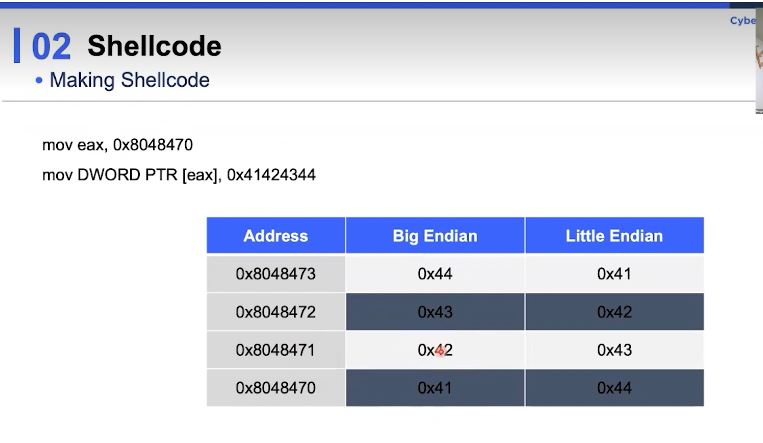 Cybe
02 Shellcode
• Making Shellcode
mov eax, 0x8048470
mov DWORD PTR [eax], 0x41424344
Address Big Endian Little Endian
0x8048473 0x44 0x41
0x8048472 0x43 0x42
0x8048471 0x42 0x43
0x8048470 0x41 0x44